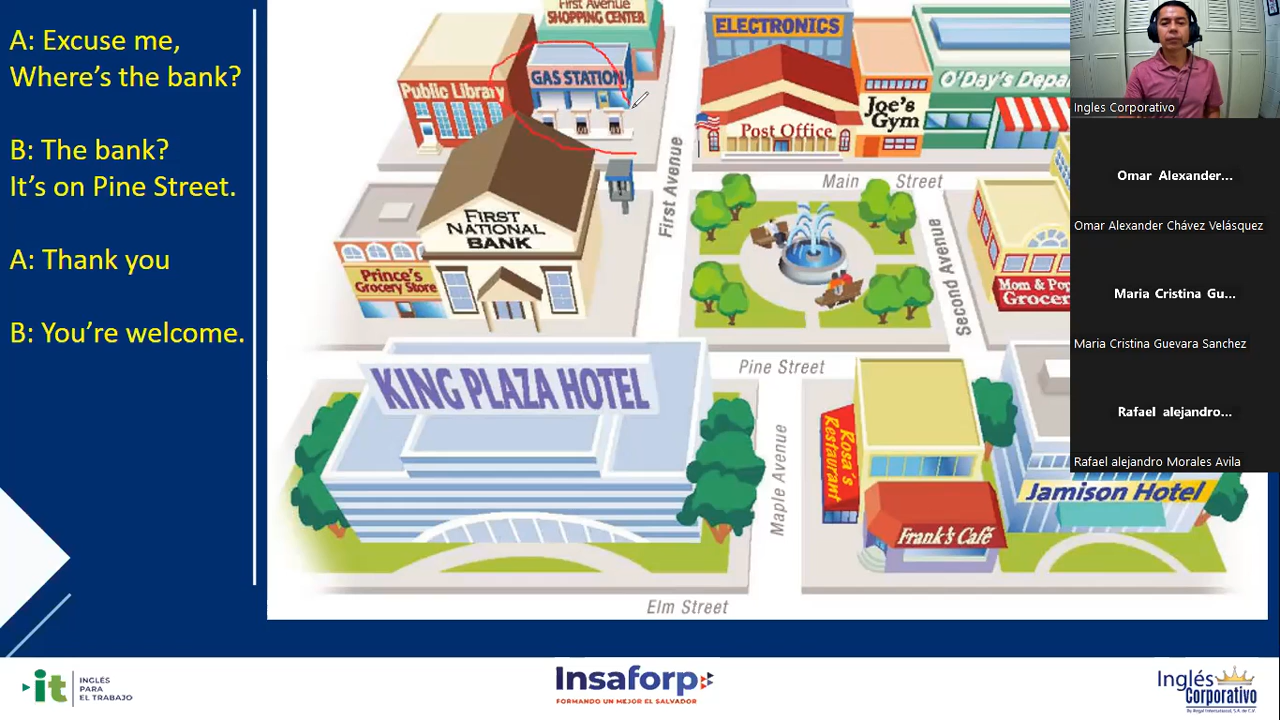 A: Excuse me,
Where's the bank?
B: The bank?
It's on Pine Street.
A: Thank you
B: You're welcome.
First Avenue
SHOPPING CENTER
GAS STATION
Public Library
ELECTRONICS
Post Office
Joe's
Gym
O'Day's Depa
FIRST
NATIONAL
BANK
Prince's
Grocery Store
First Avenue
Main Street
Second Avenue
Mom & Pop
Grocer
KING PLAZA HOTEL
Pine Street
Maple Avenue
Rosa's
Restaurant
Frank's Café
Jamison Hotel
Elm Street
Ingles Corporativo
Omar Alexander...
Omar Alexander Chávez Velásquez
Maria Cristina Gu...
Maria Cristina Guevara Sanchez
Rafael alejandro...
Rafael alejandro Morales Avila
it
INGLÉS
PARA
EL TRABAJO
Insaforp
FORMANDO UN MEJOR EL SALVADOR
Inglés
Corporativo